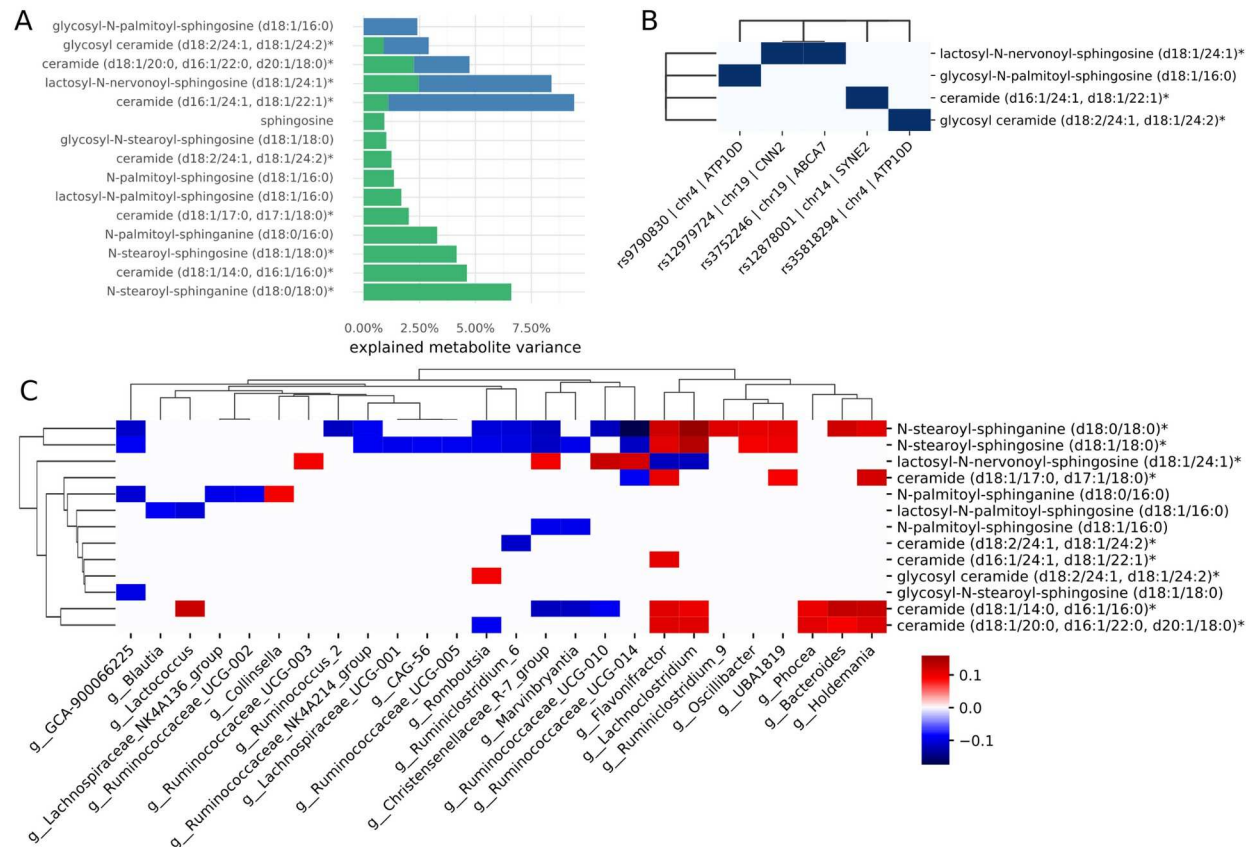 A
glycosyl-N-palmitoyl-sphingosine (d18:1/16:0)
glycosyl ceramide (d18:2/24:1, d18:1/24:2)*
ceramide (d18:1/20:0, d16:1/22:0, d20:1/18:0)*
lactosyl-N-nervonoyl-sphingosine (d18:1/24:1)*
ceramide (d16:1/24:1, d18:1/22:1)*
sphingosine
glycosyl-N-stearoyl-sphingosine (d18:1/18:0)
ceramide (d18:2/24:1, d18:1/24:2)*
N-palmitoyl-sphingosine (d18:1/16:0)
lactosyl-N-palmitoyl-sphingosine (d18:1/16:0)
ceramide (d18:1/17:0, d17:1/18:0)*
N-palmitoyl-sphinganine (d18:0/16:0)
N-stearoyl-sphingosine (d18:1/18:0)*
ceramide (d18:1/14:0, d16:1/16:0)*
N-stearoyl-sphinganine (d18:0/18:0)*
0.00% 2.50% 5.00% 7.50%
explained metabolite variance
B
lactosyl-N-nervonoyl-sphingosine (d18:1/24:1)*
glycosyl-N-palmitoyl-sphingosine (d18:1/16:0)
ceramide (d16:1/24:1, d18:1/22:1)*
glycosyl ceramide (d18:2/24:1, d18:1/24:2)*
rs9790830 | chr4 | ATP10D
rs12979724 | chr19 | CNN2
rs3752246 | chr19 | ABCA7
rs12878001 | chr14 | SYNE2
rs35818294 | chr4 | ATP10D
C
N-stearoyl-sphinganine (d18:0/18:0)*
N-stearoyl-sphingosine (d18:1/18:0)*
lactosyl-N-nervonoyl-sphingosine (d18:1/24:1)*
ceramide (d18:1/17:0, d17:1/18:0)*
N-palmitoyl-sphinganine (d18:0/16:0)
lactosyl-N-palmitoyl-sphingosine (d18:1/16:0)
N-palmitoyl-sphingosine (d18:1/16:0)
ceramide (d18:2/24:1, d18:1/24:2)*
ceramide (d16:1/24:1, d18:1/22:1)*
glycosyl ceramide (d18:2/24:1, d18:1/24:2)*
glycosyl-N-stearoyl-sphingosine (d18:1/18:0)
ceramide (d18:1/14:0, d16:1/16:0)*
ceramide (d18:1/20:0, d16:1/22:0, d20:1/18:0)*
g__GCA-900066225
g__Blautia
g__Lactococcus
g__Lachnospiraceae_NK4A136_group
g__Ruminococcaceae_UCG-002
g__Collinsella
g__Ruminococcaceae_UCG-003
g__Ruminococcus_2
g__Ruminococcaceae_NK4A214_group
g__Lachnospiraceae_UCG-001
g__CAG-56
g__Ruminococcaceae_UCG-005
g__Romboutsia
g__Ruminiclostridium_6
g__Christensenellaceae_R-7_group
g__Marvinbryantia
g__Ruminococcaceae_UCG-010
g__Ruminococcaceae_UCG-014
g__Flavonifractor
g__Lachnoclostridium
g__Ruminiclostridium_9
g__Oscillibacter
g__UBA1819
g__Phocea
g__Bacteroides
g__Holdemania
0.1
0.0
−0.1